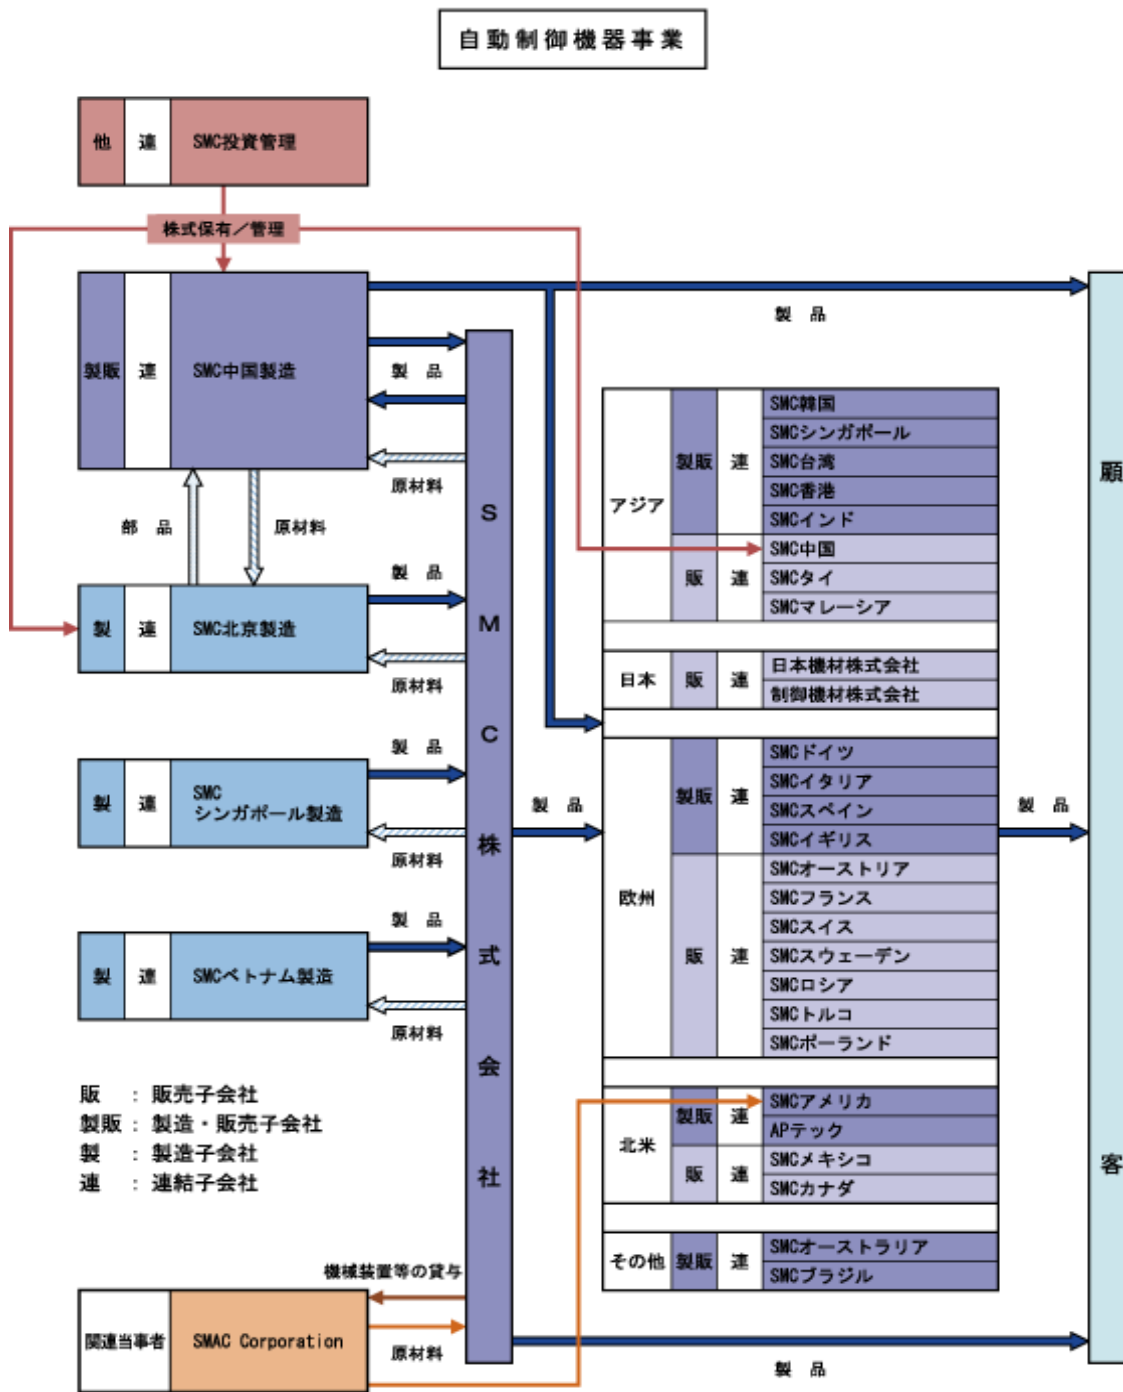 自動制御機器事業
他 連 SMC投資管理
株式保有／管理
製販 連 SMC中国製造
製 品
製 品
原材料
部 品
原材料
製 連 SMC北京製造
製 品
原材料
製 連 SMC
シンガポール製造
製 品
原材料
製 連 SMCベトナム製造
製 品
原材料
販 : 販売子会社
製販 : 製造・販売子会社
製 : 製造子会社
連 : 連結子会社
機械装置等の貸与
関連当事者 SMAC Corporation
原材料
SMC株式会社
製 品
アジア 製販 連
SMC韓国
SMCシンガポール
SMC台湾
SMC香港
SMCインド
販 連
SMC中国
SMCタイ
SMCマレーシア
日本 販 連
日本機材株式会社
制御機材株式会社
欧州 製販 連
SMCドイツ
SMCイタリア
SMCスペイン
SMCイギリス
販 連
SMCオーストリア
SMCフランス
SMCスイス
SMCスウェーデン
SMCロシア
SMCトルコ
SMCポーランド
北米 製販 連
SMCアメリカ
APテック
販 連
SMCメキシコ
SMCカナダ
その他 製販 連
SMCオーストラリア
SMCブラジル
製 品
製 品
顧客